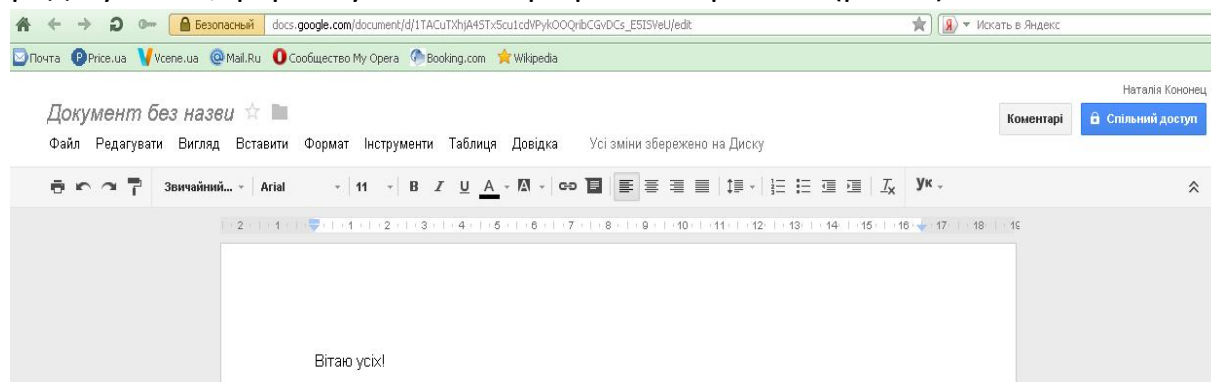 Безопасный docs.google.com/document/d/1TACuTXhjA4STx5cu1cdVPykOOQribCGvDCs_E5ISVeU/edit Искать в Яндекс
Почта Price.ua Vcene.ua Mail.Ru Сообщество My Opera Booking.com Wikipedia
Наталія Кононец
Документ без назви
Коментарі Спільний доступ
Файл Редагувати Вигляд Вставити Формат Інструменти Таблиця Довідка Усі зміни збережено на Диску
Звичайний... Arial 11 B I U A A Ук
2 1 1 2 3 4 5 6 7 8 9 10 11 12 13 14 15 16 17 18 19
Вітаю усіх!